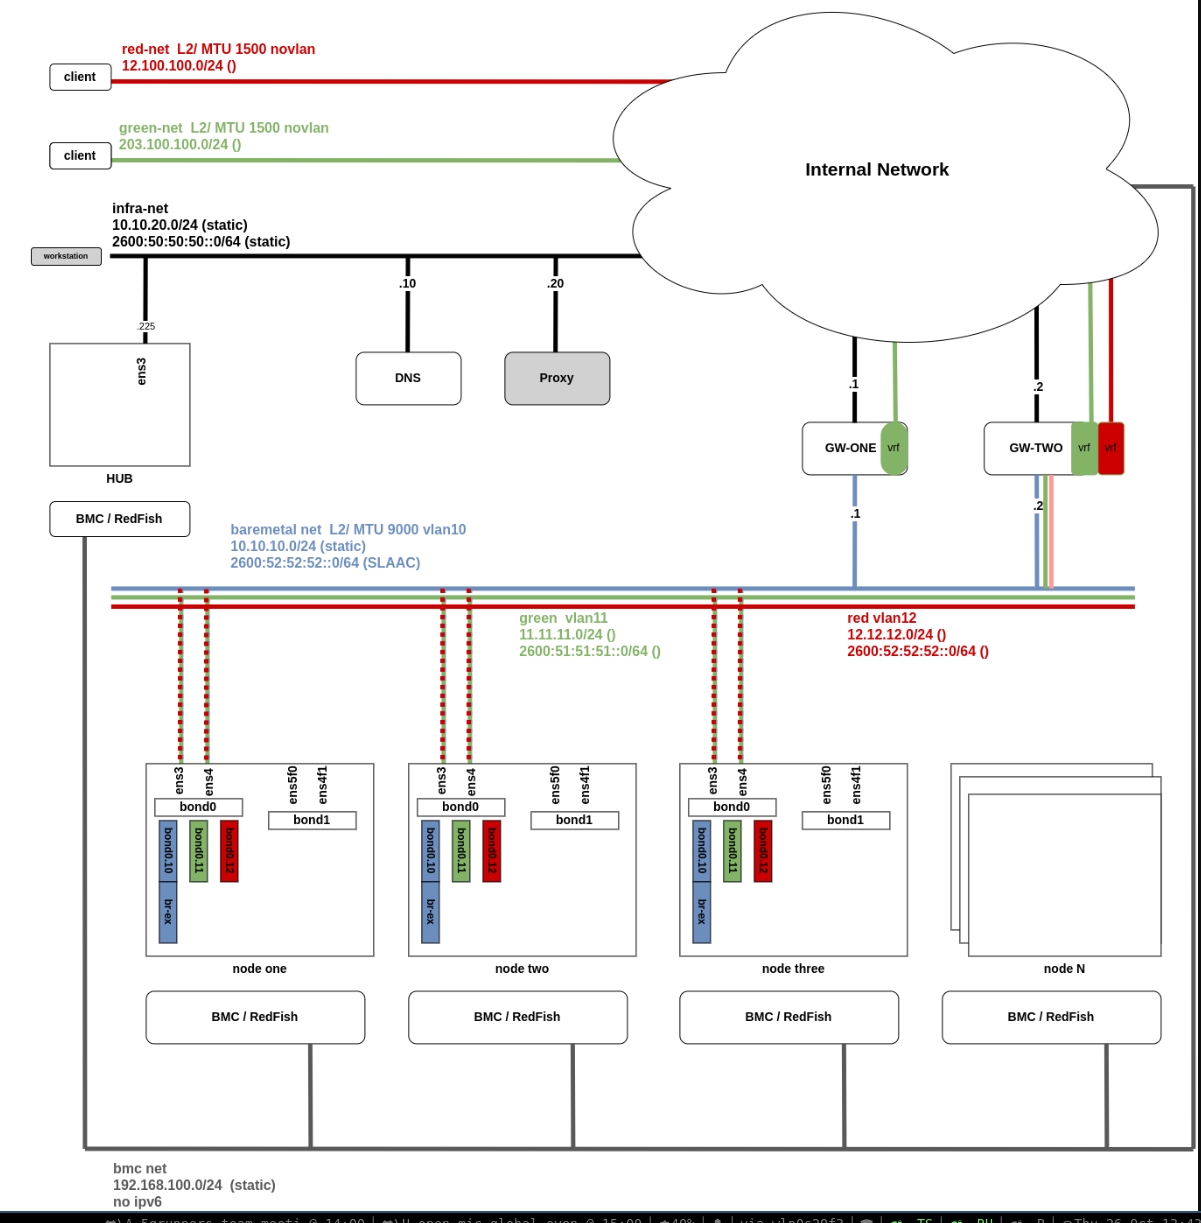 red-net  L2/ MTU 1500 novlan
12.100.100.0/24 ()
client
green-net  L2/ MTU 1500 novlan
203.100.100.0/24 ()
client
Internal Network
infra-net
10.10.20.0/24 (static)
2600:50:50:50::0/64 (static)
workstation
.10
.20
.225
ens3
DNS
Proxy
.1
.2
GW-ONE
vrf
GW-TWO
vrf
vrf
HUB
BMC / RedFish
.1
.2
baremetal net  L2/ MTU 9000 vlan10
10.10.10.0/24 (static)
2600:52:52:52::0/64 (SLAAC)
green  vlan11
11.11.11.0/24 ()
2600:51:51:51::0/64 ()
red vlan12
12.12.12.0/24 ()
2600:52:52:52::0/64 ()
ens3
ens4
ens5f0
ens4f1
bond0
bond1
bond0.10
bond0.11
bond0.12
br-ex
node one
ens3
ens4
ens5f0
ens4f1
bond0
bond1
bond0.10
bond0.11
bond0.12
br-ex
node two
ens3
ens4
ens5f0
ens4f1
bond0
bond1
bond0.10
bond0.11
bond0.12
br-ex
node three
node N
BMC / RedFish
BMC / RedFish
BMC / RedFish
BMC / RedFish
bmc net
192.168.100.0/24  (static)
no ipv6